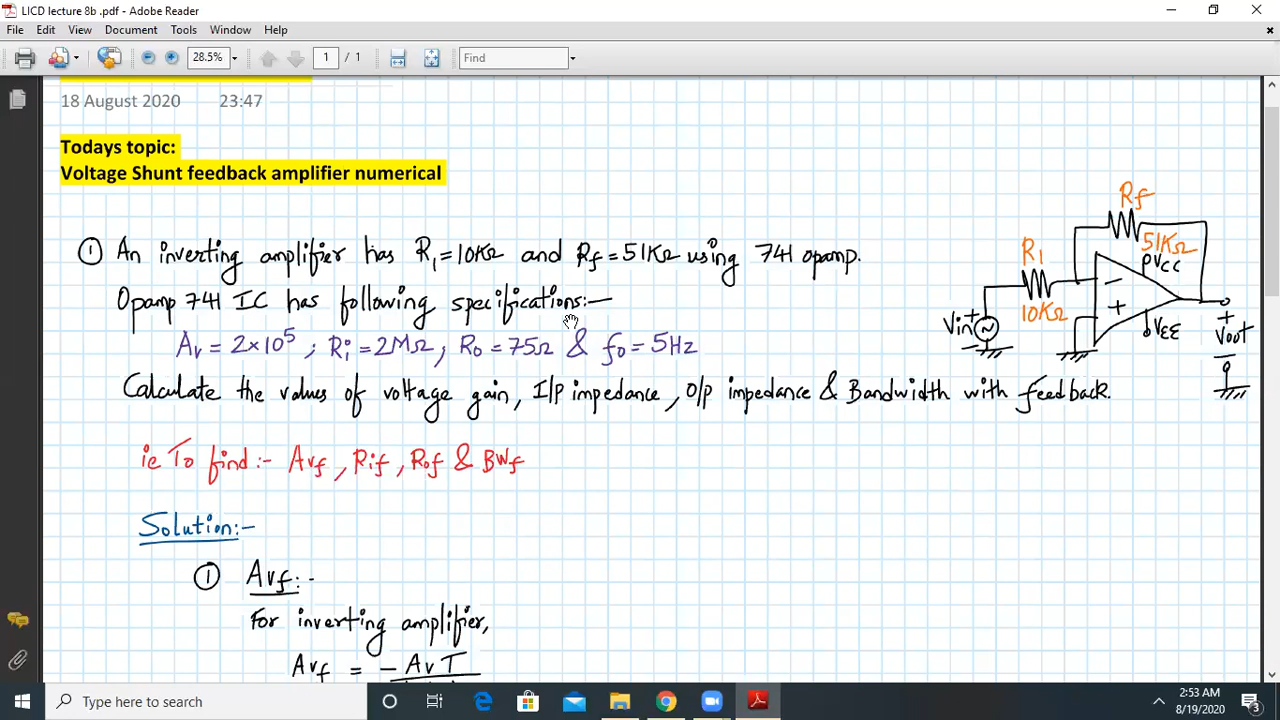 LICD lecture 8b .pdf - Adobe Reader
File Edit View Document Tools Window Help
28.5% 1 / 1 Find
18 August 2020 23:47
Todays topic:
Voltage Shunt feedback amplifier numerical
① An inverting amplifier has R1=10KΩ and Rf=51KΩ using 741 opamp.
Opamp 741 IC has following specifications:-
Av = 2×10⁵ ; Ri=2MΩ; Ro=75Ω & fo=5Hz
Calculate the values of voltage gain, I/p impedance, O/p impedance & Bandwidth with feedback.
ie To find:- Avf, Rif, Rof & BWf
Solution:-
① Avf:-
For inverting amplifier,
Avf = - AvT
Rf
51KΩ
R1
10KΩ
VCC
-
+
VEE
Vin
+
+
Vout
-
Type here to search
2:53 AM
8/19/2020
3